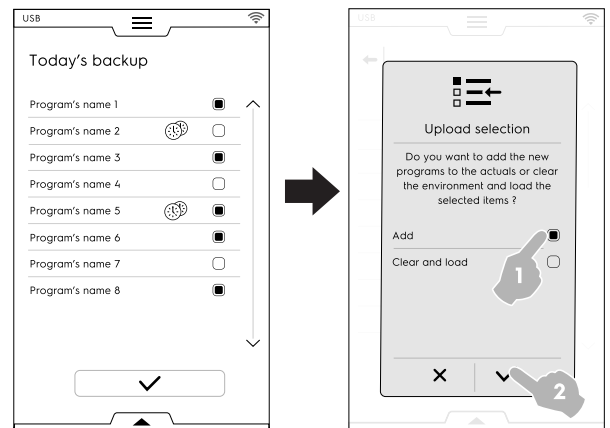 USB
Today's backup
Program's name 1
Program's name 2
Program's name 3
Program's name 4
Program's name 5
Program's name 6
Program's name 7
Program's name 8
USB
Upload selection
Do you want to add the new
programs to the actuals or clear
the environment and load the
selected items ?
Add
1
Clear and load
2